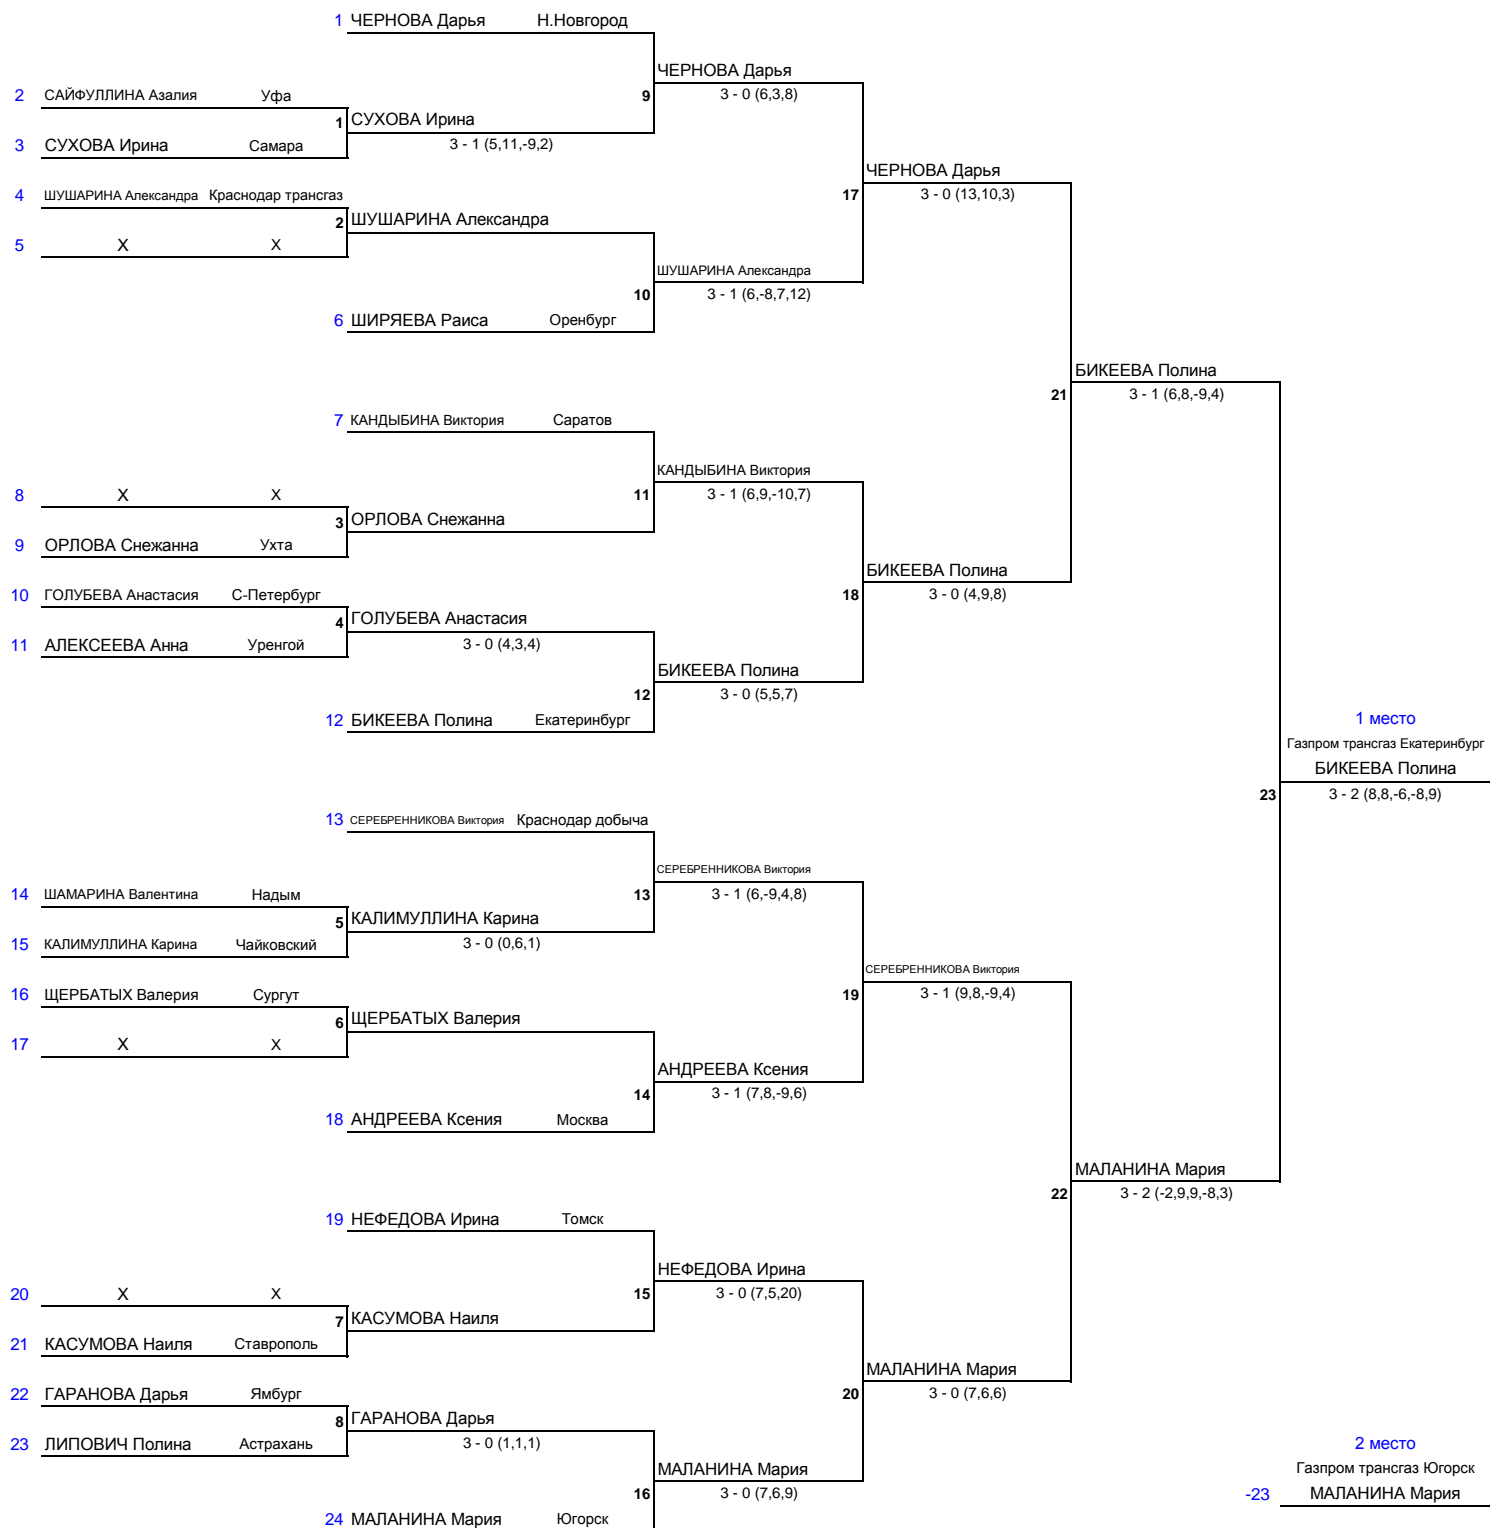 1 ЧЕРНОВА Дарья Н.Новгород
ЧЕРНОВА Дарья
2 САЙФУЛЛИНА Азалия Уфа 9 3 - 0 (6,3,8)
1 СУХОВА Ирина
3 СУХОВА Ирина Самара 3 - 1 (5,11,-9,2)
ЧЕРНОВА Дарья
4 ШУШАРИНА Александра Краснодар трансгаз 17 3 - 0 (13,10,3)
2 ШУШАРИНА Александра
5 X X
ШУШАРИНА Александра
10 3 - 1 (6,-8,7,12)
6 ШИРЯЕВА Раиса Оренбург
БИКЕЕВА Полина
21 3 - 1 (6,8,-9,4)
7 КАНДЫБИНА Виктория Саратов
КАНДЫБИНА Виктория
8 X X 11 3 - 1 (6,9,-10,7)
3 ОРЛОВА Снежанна
9 ОРЛОВА Снежанна Ухта
БИКЕЕВА Полина
10 ГОЛУБЕВА Анастасия С-Петербург 18 3 - 0 (4,9,8)
4 ГОЛУБЕВА Анастасия
11 АЛЕКСЕЕВА Анна Уренгой 3 - 0 (4,3,4)
БИКЕЕВА Полина
12 3 - 0 (5,5,7)
12 БИКЕЕВА Полина Екатеринбург 1 место
Газпром трансгаз Екатеринбург
БИКЕЕВА Полина
23 3 - 2 (8,8,-6,-8,9)
13 СЕРЕБРЕННИКОВА Виктория Краснодар добыча
СЕРЕБРЕННИКОВА Виктория
14 ШАМАРИНА Валентина Надым 13 3 - 1 (6,-9,4,8)
5 КАЛИМУЛЛИНА Карина
15 КАЛИМУЛЛИНА Карина Чайковский 3 - 0 (0,6,1)
СЕРЕБРЕННИКОВА Виктория
16 ЩЕРБАТЫХ Валерия Сургут 19 3 - 1 (9,8,-9,4)
6 ЩЕРБАТЫХ Валерия
17 X X
АНДРЕЕВА Ксения
14 3 - 1 (7,8,-9,6)
18 АНДРЕЕВА Ксения Москва
МАЛАНИНА Мария
22 3 - 2 (-2,9,9,-8,3)
19 НЕФЕДОВА Ирина Томск
НЕФЕДОВА Ирина
20 X X 15 3 - 0 (7,5,20)
7 КАСУМОВА Наиля
21 КАСУМОВА Наиля Ставрополь
МАЛАНИНА Мария
22 ГАРАНОВА Дарья Ямбург 20 3 - 0 (7,6,6)
8 ГАРАНОВА Дарья
23 ЛИПОВИЧ Полина Астрахань 3 - 0 (1,1,1) 2 место
МАЛАНИНА Мария Газпром трансгаз Югорск
16 3 - 0 (7,6,9) -23 МАЛАНИНА Мария
24 МАЛАНИНА Мария Югорск